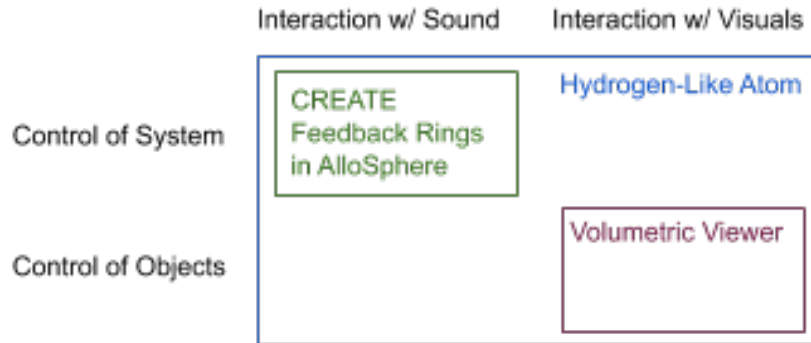 Interaction w/ Sound Interaction w/ Visuals
Control of System
CREATE
Feedback Rings
in AlloSphere
Hydrogen-Like Atom
Control of Objects
Volumetric Viewer